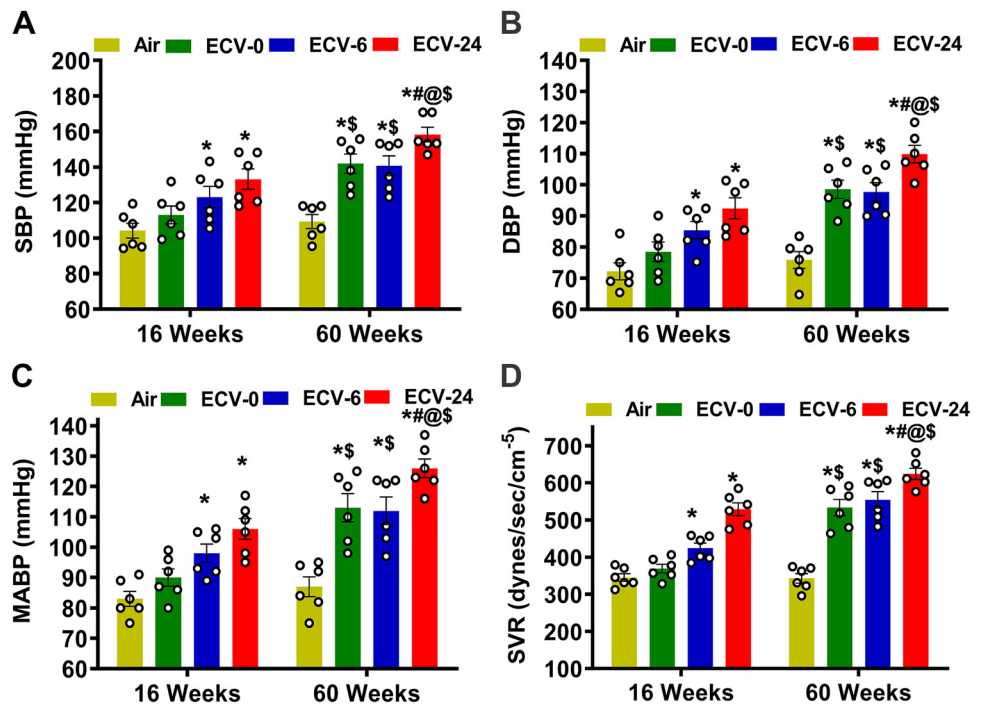 A
Air ECV-0 ECV-6 ECV-24
SBP (mmHg)
200
180
160
140
120
100
80
60
* * *$ *$ *#@$
16 Weeks 60 Weeks
B
Air ECV-0 ECV-6 ECV-24
DBP (mmHg)
140
130
120
110
100
90
80
70
60
* * *$ *$ *#@$
16 Weeks 60 Weeks
C
Air ECV-0 ECV-6 ECV-24
MABP (mmHg)
140
130
120
110
100
90
80
70
60
* * *$ *$ *#@$
16 Weeks 60 Weeks
D
Air ECV-0 ECV-6 ECV-24
SVR (dynes/sec/cm⁻⁵)
700
600
500
400
300
100
* * *$ *$ *#@$
16 Weeks 60 Weeks